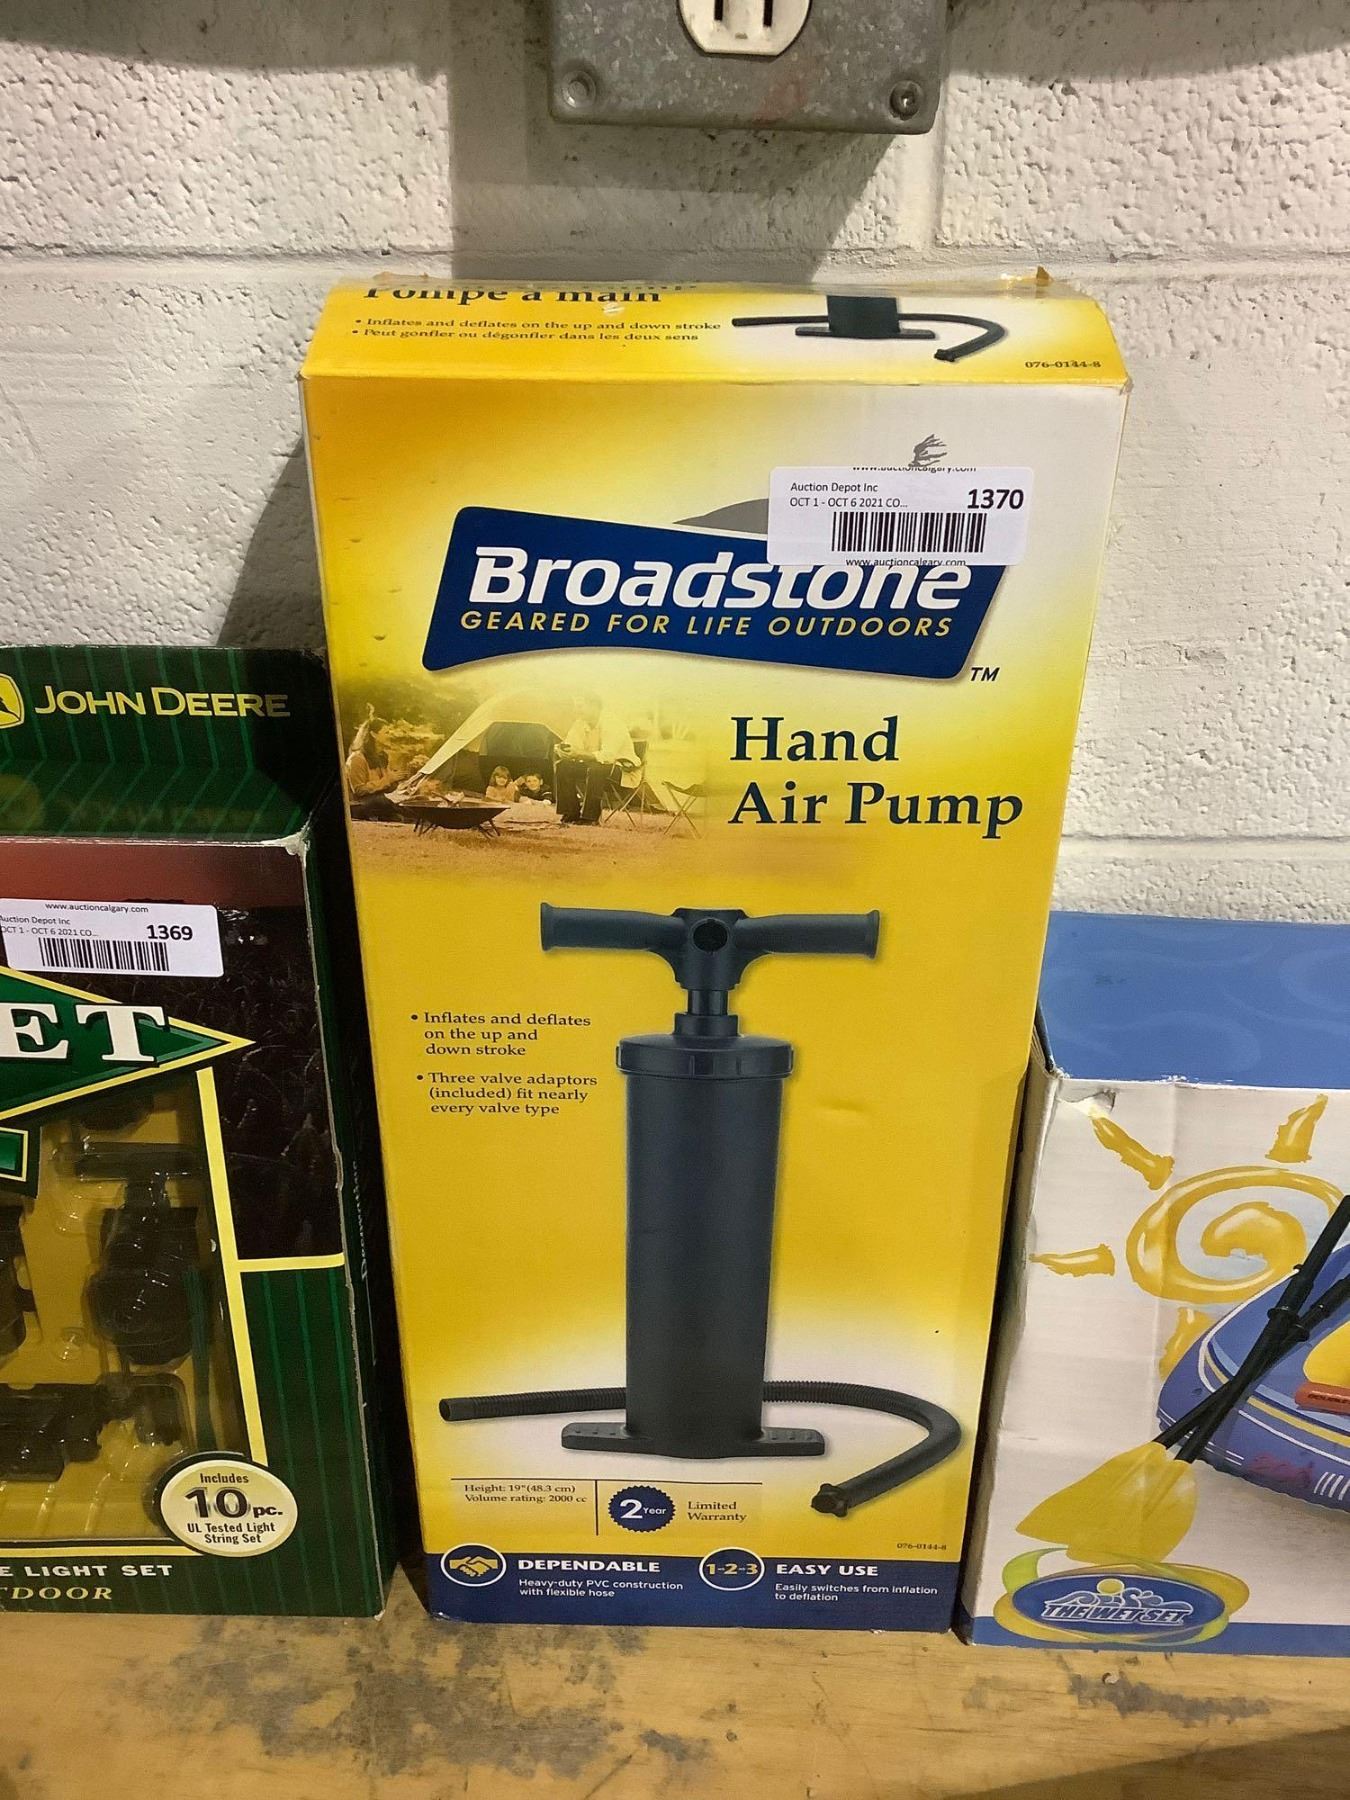 Pompe à main
• Inflates and deflates on the up and down stroke
• Peut gonfler ou dégonfler dans les deux sens
076-0144-8
www.auctioncalgary.com
Auction Depot Inc
OCT 1 - OCT 6 2021 CO...
1370
www.auctioncalgary.com
Broadstone
GEARED FOR LIFE OUTDOORS
TM
Hand
Air Pump
• Inflates and deflates
on the up and
down stroke
• Three valve adaptors
(included) fit nearly
every valve type
Height: 19" (48.3 cm)
Volume rating: 2000 cc
2 Year
Limited
Warranty
076-0144-8
DEPENDABLE
Heavy-duty PVC construction
with flexible hose
1-2-3
EASY USE
Easily switches from inflation
to deflation
JOHN DEERE
www.auctioncalgary.com
Auction Depot Inc
OCT 1 - OCT 6 2021 CO...
1369
ET
Includes
10 pc.
UL Tested Light
String Set
E LIGHT SET
TDOOR
THE WET SET